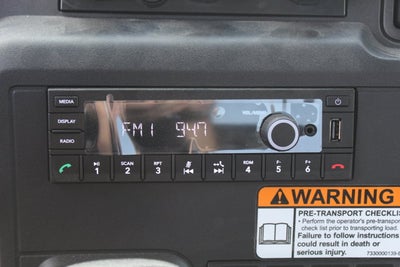 MEDIA
DISPLAY
RADIO
FM1 94.7
VOL/MENU
1 SCAN 2 RPT 3 RDM 4 F- 5 F+ 6
WARNING
PRE-TRANSPORT CHECKLIS
• Perform the operator's pre-transport
check list prior to transporting load.
Failure to follow instructions
could result in death or
serious injury.
7330000139-